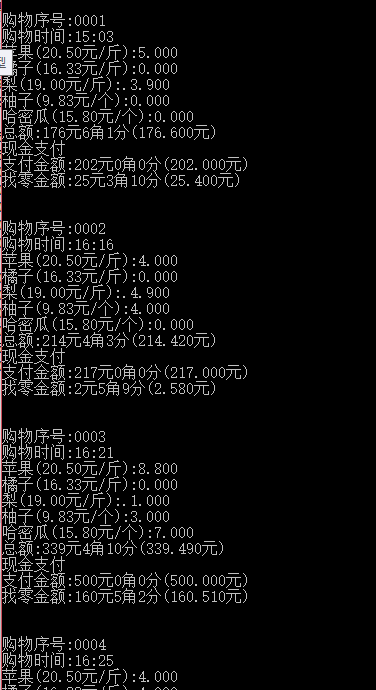 购物序号:0001
购物时间:15:03
苹果(20.50元/斤):5.000
橘子(16.33元/斤):0.000
梨(19.00元/斤):.3.900
柚子(9.83元/个):0.000
哈密瓜(15.80元/个):0.000
总额:176元6角1分(176.600元)
现金支付
支付金额:202元0角0分(202.000元)
找零金额:25元3角10分(25.400元)
购物序号:0002
购物时间:16:16
苹果(20.50元/斤):4.000
橘子(16.33元/斤):0.000
梨(19.00元/斤):.4.900
柚子(9.83元/个):4.000
哈密瓜(15.80元/个):0.000
总额:214元4角3分(214.420元)
现金支付
支付金额:217元0角0分(217.000元)
找零金额:2元5角9分(2.580元)
购物序号:0003
购物时间:16:21
苹果(20.50元/斤):8.800
橘子(16.33元/斤):0.000
梨(19.00元/斤):.1.000
柚子(9.83元/个):3.000
哈密瓜(15.80元/个):7.000
总额:339元4角10分(339.490元)
现金支付
支付金额:500元0角0分(500.000元)
找零金额:160元5角2分(160.510元)
购物序号:0004
购物时间:16:25
苹果(20.50元/斤):4.000